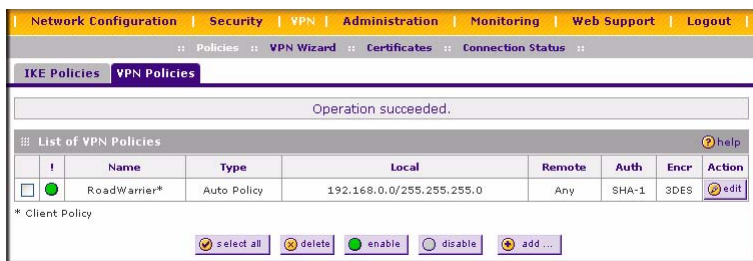 Network Configuration | Security | VPN | Administration | Monitoring | Web Support | Logout
:: Policies :: VPN Wizard :: Certificates :: Connection Status ::
IKE Policies VPN Policies
Operation succeeded.
List of VPN Policies help
! Name Type Local Remote Auth Encr Action
RoadWarrier* Auto Policy 192.168.0.0/255.255.255.0 Any SHA-1 3DES edit
* Client Policy
select all delete enable disable add ...